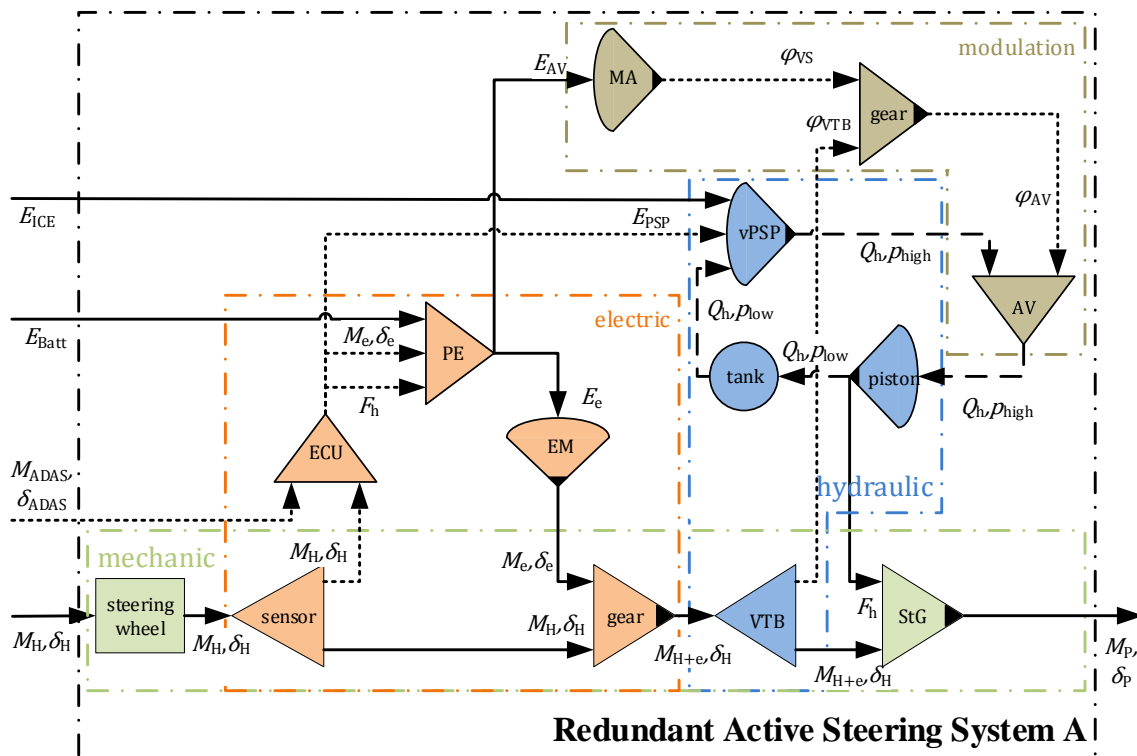 modulation
E_AV
MA
φ_VS
gear
φ_VTB
E_ICE
E_PSP
vPSP
φ_AV
Q_h,p_high
Q_h,p_low
AV
electric
E_Batt
M_e,δ_e
PE
F_h
tank
Q_h,p_low
piston
Q_h,p_high
E_e
EM
ECU
M_ADAS,
δ_ADAS
hydraulic
mechanic
M_H,δ_H
M_e,δ_e
steering
wheel
sensor
gear
VTB
F_h
StG
M_H,δ_H
M_H,δ_H
M_H,δ_H
M_H+e,δ_H
M_H+e,δ_H
M_P,
δ_P
Redundant Active Steering System A